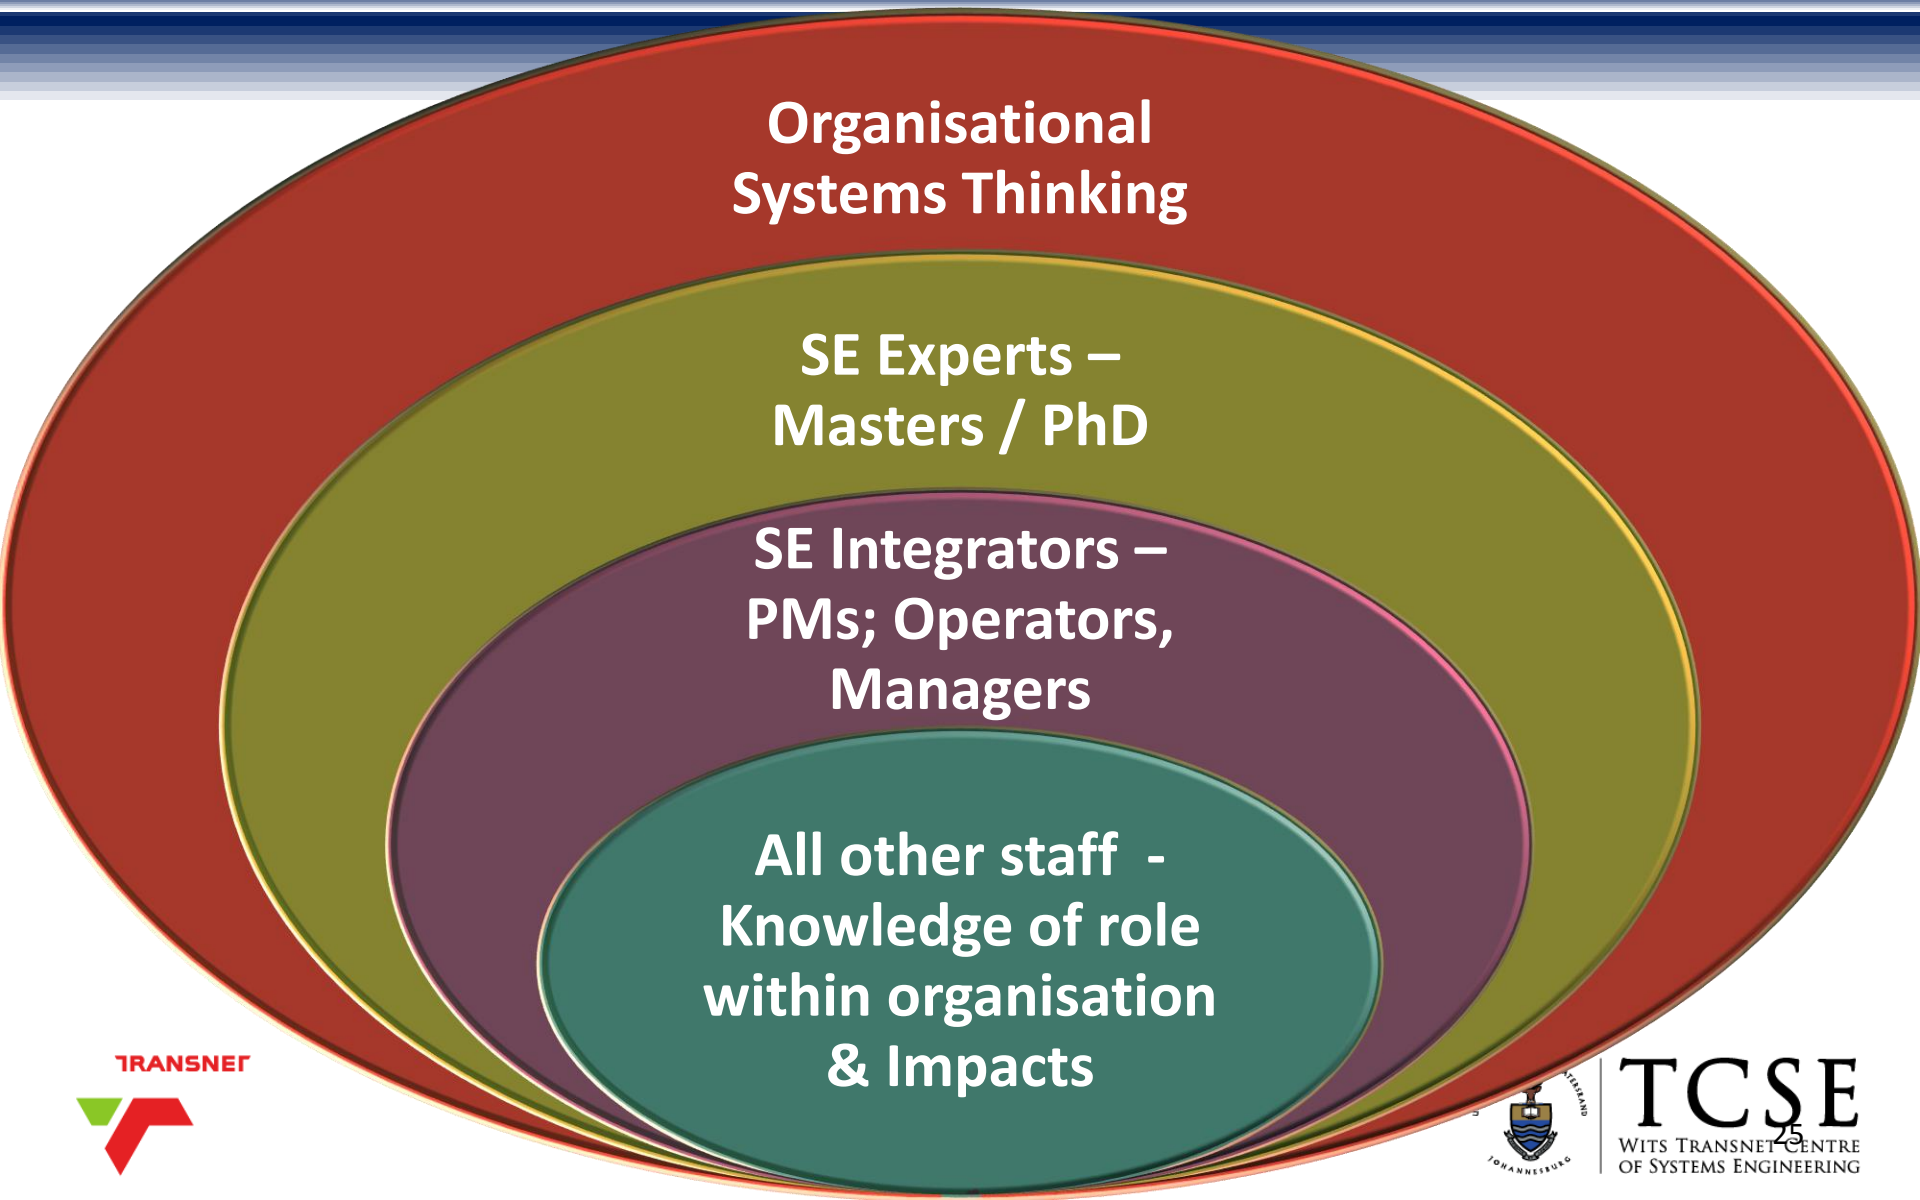 Organisational
Systems Thinking
SE Experts –
Masters / PhD
SE Integrators –
PMs; Operators,
Managers
All other staff  -
Knowledge of role
within organisation
& Impacts
TRANSNET
JOHANNESBURG
TCSE
WITS TRANSNET CENTRE
OF SYSTEMS ENGINEERING
25